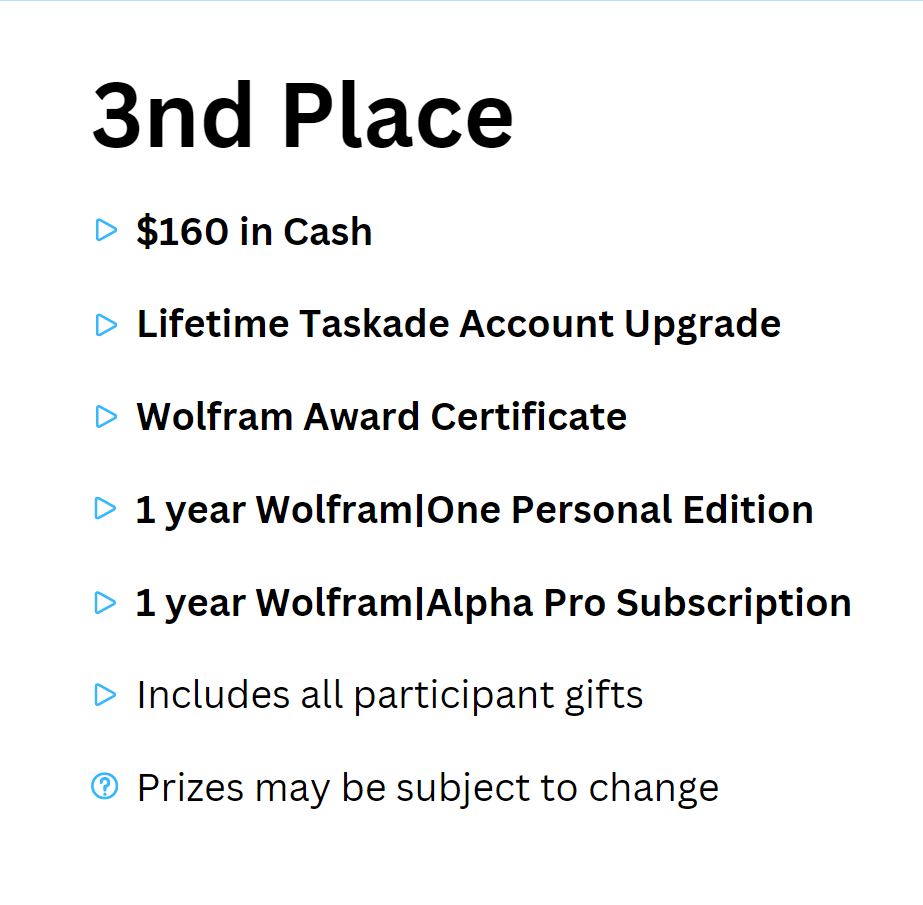 3nd Place
$160 in Cash
Lifetime Taskade Account Upgrade
Wolfram Award Certificate
1 year Wolfram|One Personal Edition
1 year Wolfram|Alpha Pro Subscription
Includes all participant gifts
Prizes may be subject to change